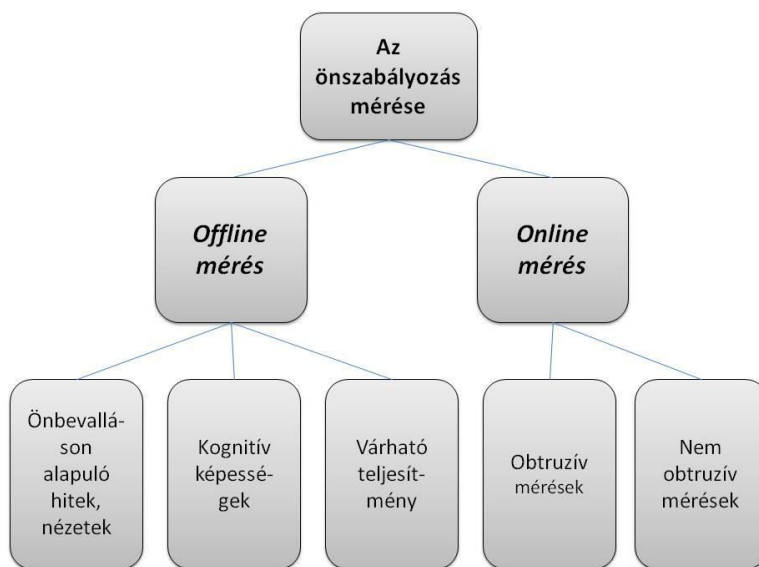 Az
önszabályozás
mérése
Offline
mérés
Online
mérés
Önbevallá-
son
alapuló
hitek,
nézetek
Kognitív
képessé-
gek
Várható
teljesít-
mény
Obtruzív
mérések
Nem
obtruzív
mérések